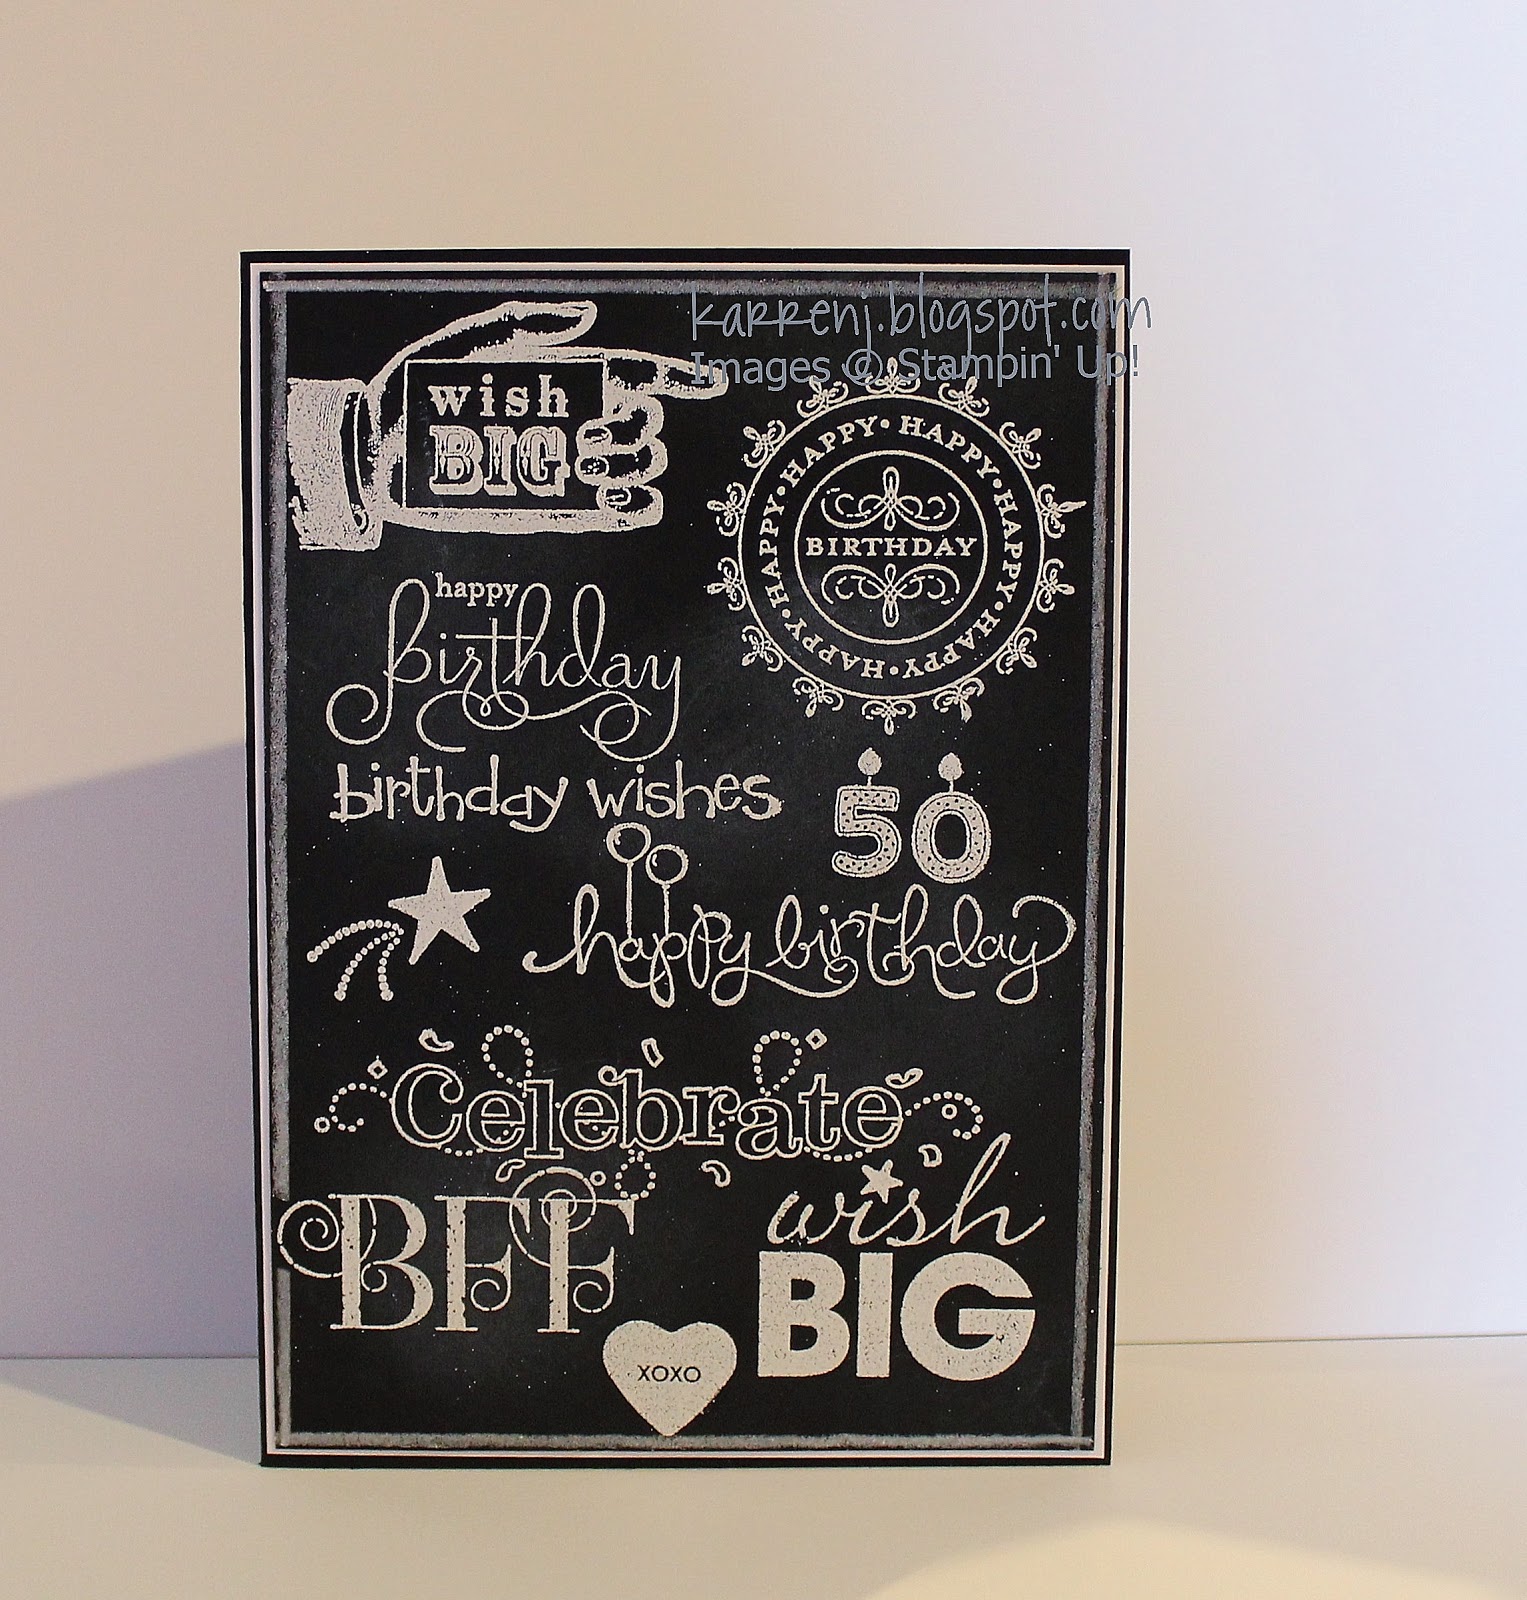 karrenj.blogspot.com
Images © Stampin' Up!
wish
BIG
HAPPY • HAPPY • HAPPY • HAPPY • HAPPY • HAPPY • HAPPY • HAPPY •
BIRTHDAY
happy
Birthday
birthday wishes
50
happy birthday
Celebrate
BFF
wish
BIG
XOXO